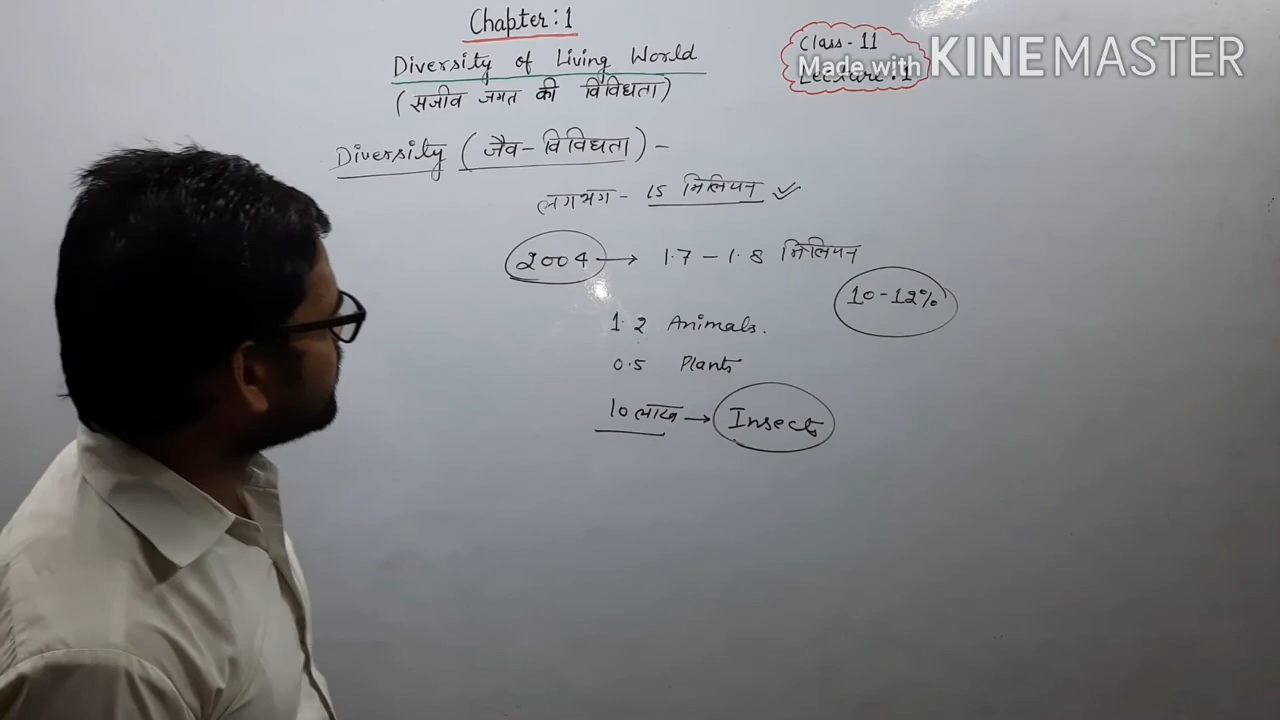 Chapter: 1
Diversity of Living World
(सजीव जगत की विविधता)
Class - 11
Lecture: 1
Made with KINEMASTER
Diversity (जैव-विविधता) -
लगभग - 15 मिलियन ✓
2004 → 1.7 - 1.8 मिलियन
10-12%
1.2 Animals.
0.5 Plants
10 लाख → Insects